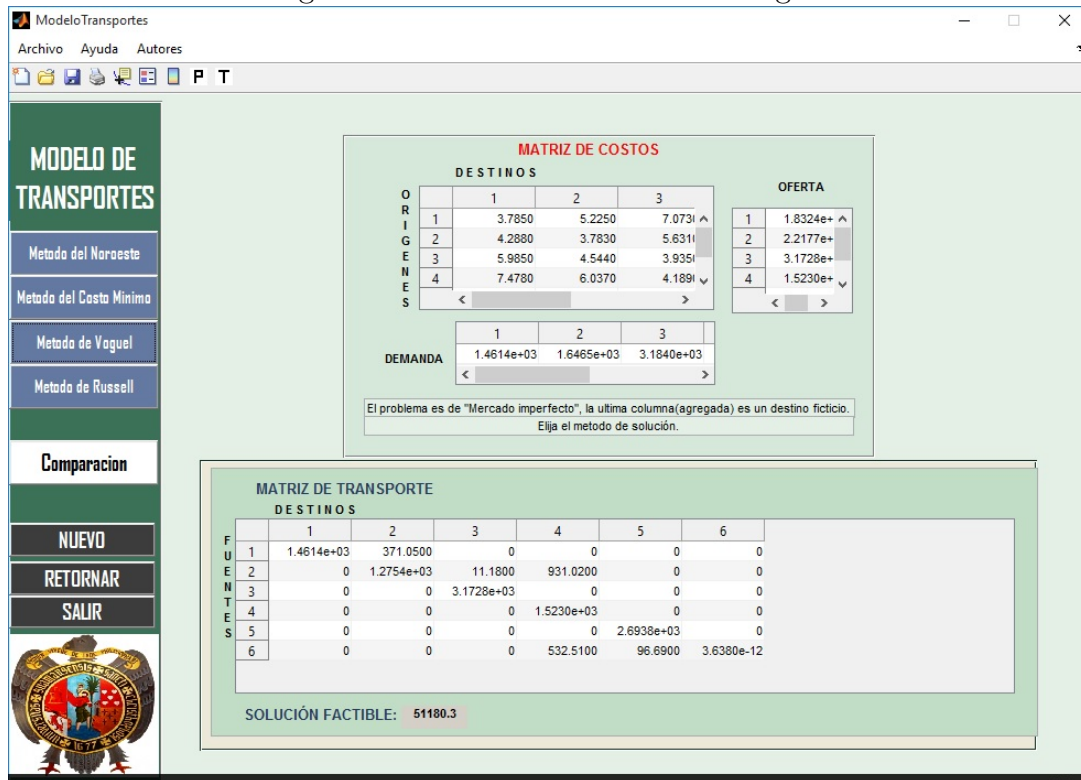 ModeloTransportes
Archivo Ayuda Autores
P T
MODELO DE
TRANSPORTES
Metodo del Noroeste
Metodo del Costo Minimo
Metodo de Voguel
Metodo de Russell
Comparacion
NUEVO
RETORNAR
SALIR
MATRIZ DE COSTOS
DESTINOS
ORIGENES
1 2 3
1 3.7850 5.2250 7.073
2 4.2880 3.7830 5.631
3 5.9850 4.5440 3.935
4 7.4780 6.0370 4.189
OFERTA
1 1.8324e+
2 2.2177e+
3 3.1728e+
4 1.5230e+
DEMANDA
1 2 3
1.4614e+03 1.6465e+03 3.1840e+03
El problema es de "Mercado imperfecto", la ultima columna(agregada) es un destino ficticio.
Elija el metodo de solución.
MATRIZ DE TRANSPORTE
DESTINOS
FUENTES
1 2 3 4 5 6
1 1.4614e+03 371.0500 0 0 0 0
2 0 1.2754e+03 11.1800 931.0200 0 0
3 0 0 3.1728e+03 0 0 0
4 0 0 0 1.5230e+03 0 0
5 0 0 0 0 2.6938e+03 0
6 0 0 0 532.5100 96.6900 3.6380e-12
SOLUCIÓN FACTIBLE: 51180.3